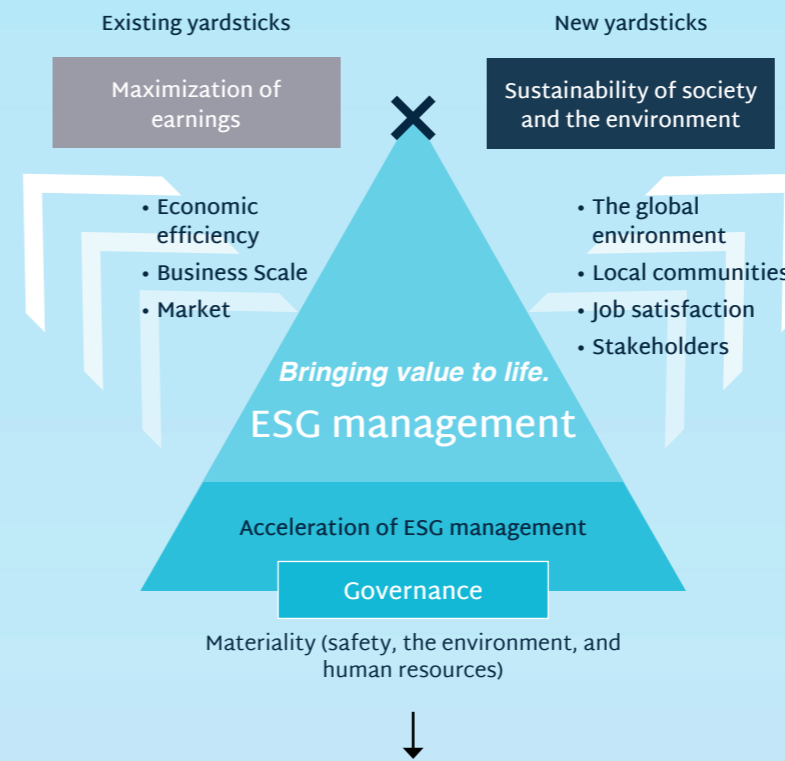 Existing yardsticks
New yardsticks
Maximization of
earnings
Sustainability of society
and the environment
• Economic
efficiency
• Business Scale
• Market
• The global
environment
• Local communities
• Job satisfaction
• Stakeholders
Bringing value to life.
ESG management
Acceleration of ESG management
Governance
Materiality (safety, the environment, and
human resources)